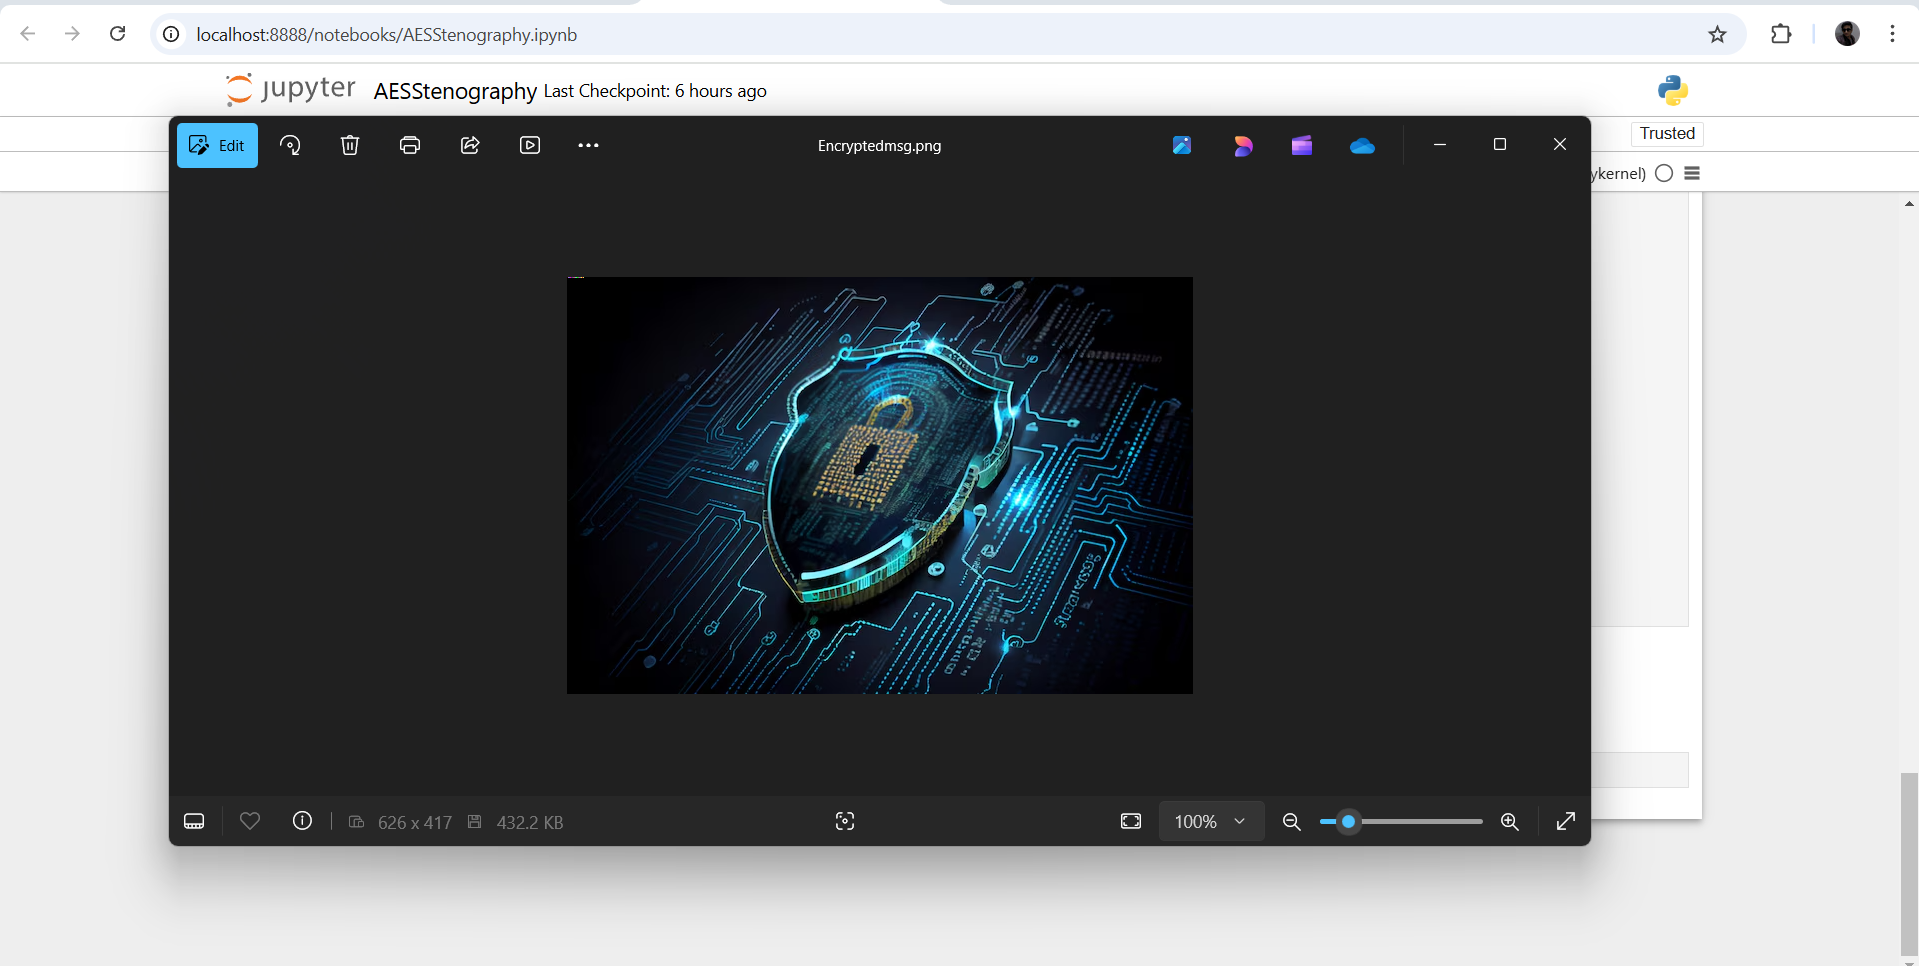 localhost:8888/notebooks/AESStenography.ipynb
jupyter AESStenography Last Checkpoint: 6 hours ago
Trusted
Edit
Encryptedmsg.png
ykernel)
626 x 417
432.2 KB
100%